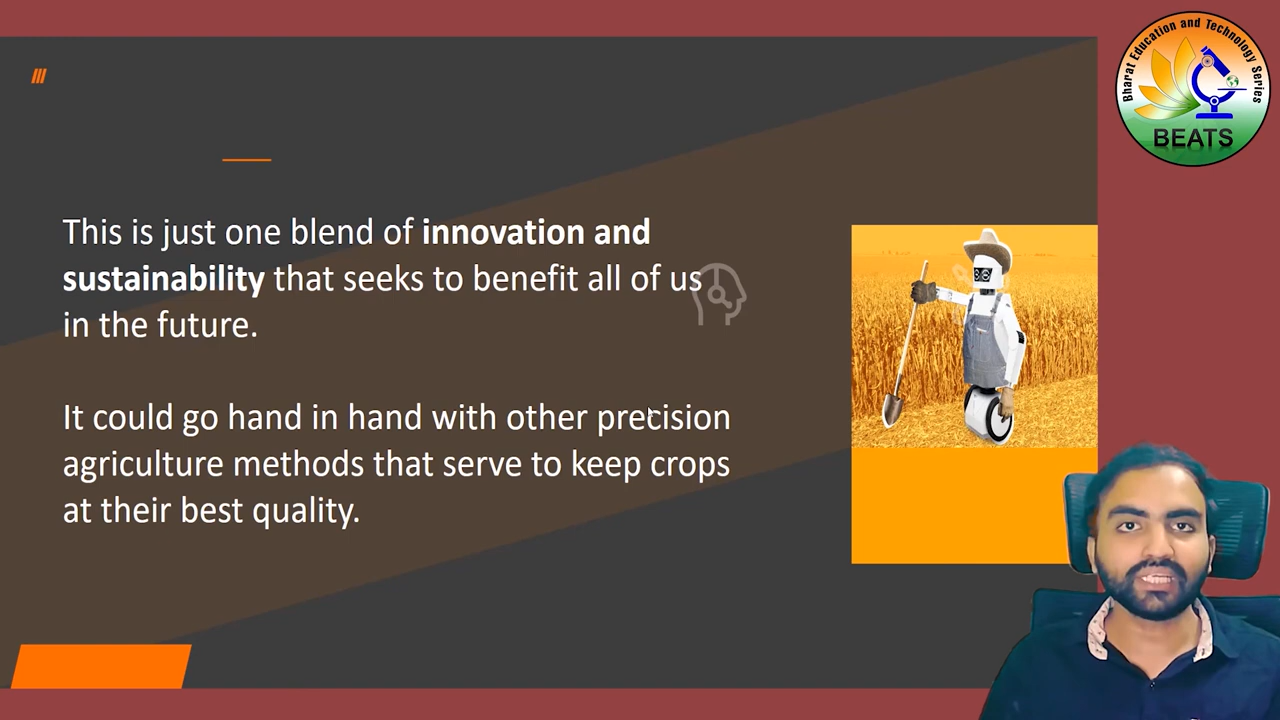 Bharat Education and Technology Series
BEATS
This is just one blend of innovation and
sustainability that seeks to benefit all of us
in the future.
It could go hand in hand with other precision
agriculture methods that serve to keep crops
at their best quality.